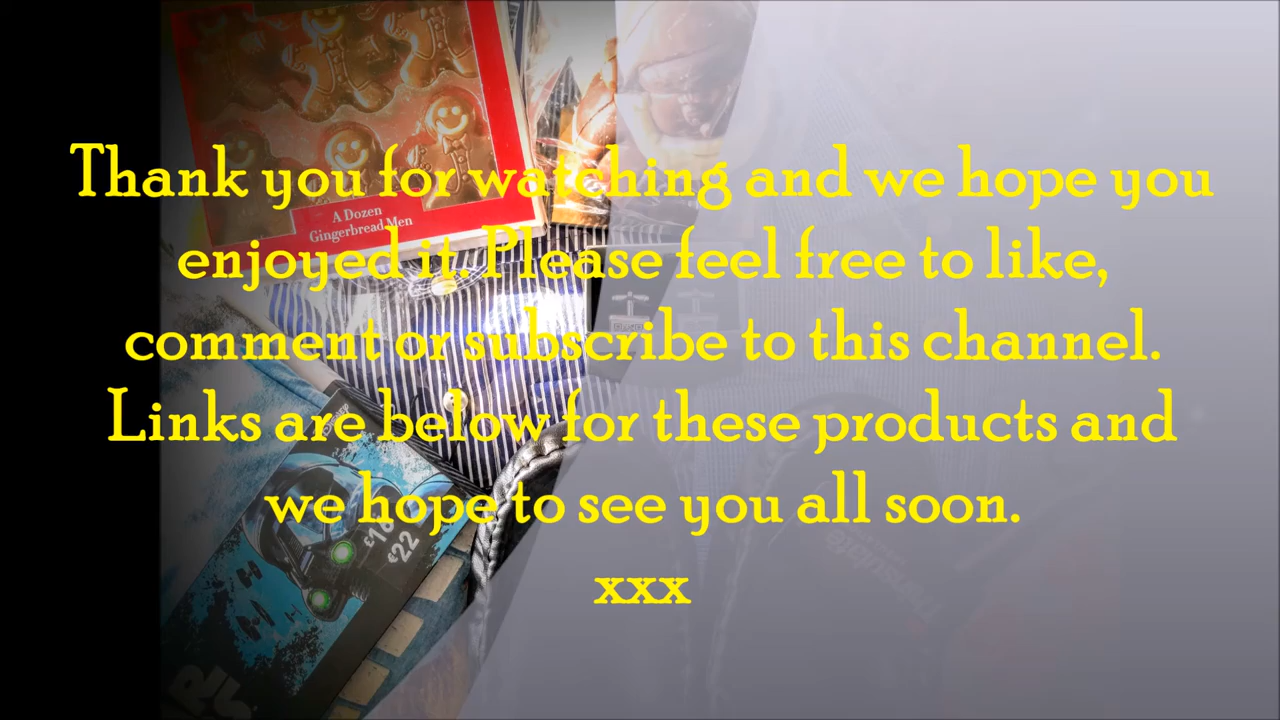 Thank you for watching and we hope you
enjoyed it. Please feel free to like,
comment or subscribe to this channel.
Links are below for these products and
we hope to see you all soon.
xxx
A Dozen
Gingerbread Men
€18
€22